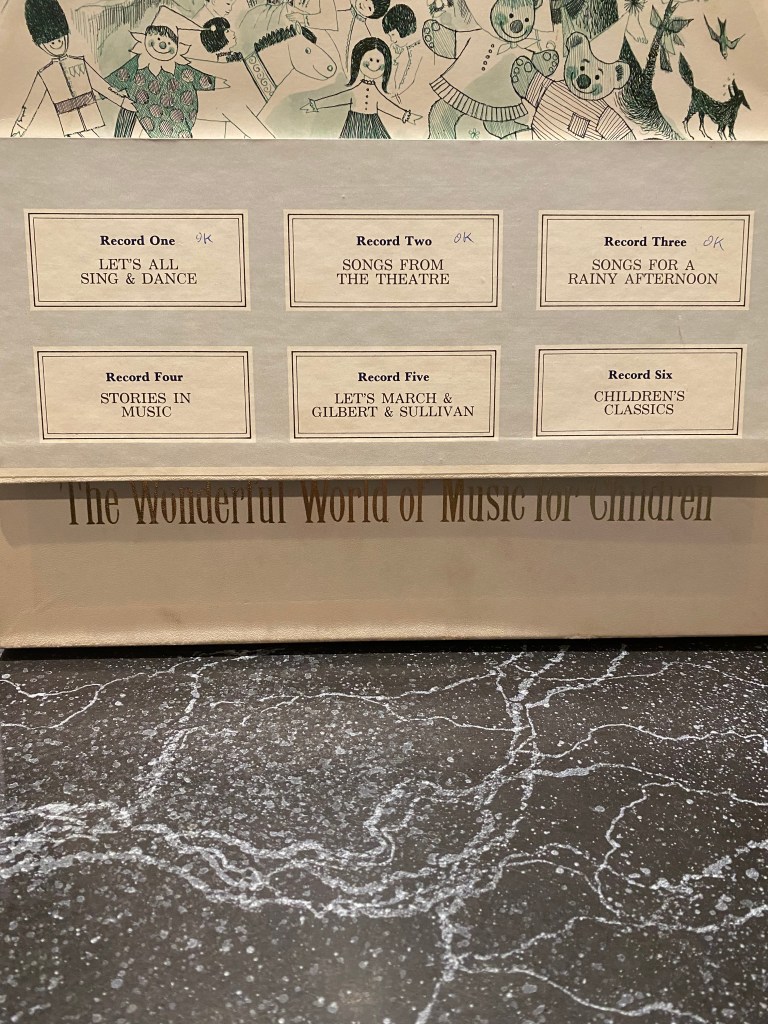 Record One OK
LET'S ALL
SING & DANCE
Record Two OK
SONGS FROM
THE THEATRE
Record Three OK
SONGS FOR A
RAINY AFTERNOON
Record Four
STORIES IN
MUSIC
Record Five
LET'S MARCH &
GILBERT & SULLIVAN
Record Six
CHILDREN'S
CLASSICS
The Wonderful World of Music for Children